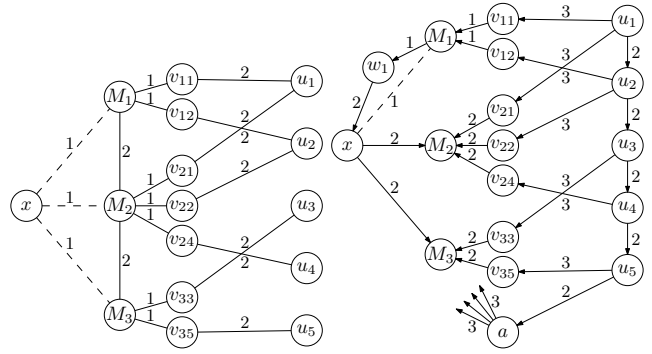 v₁₁ 2 u₁
M₁ 1 1
v₁₂
2 u₂
1 2 2
v₂₁
1
x 1 M₂ 1 v₂₂ u₃
1 v₂₄
2 u₄
1 2 2
v₃₃
M₃ 1 1
v₃₅ 2 u₅
v₁₁ 3 u₁
M₁ 1 1
1 v₁₂ 3 2
w₁ 3 u₂
2 1
v₂₁
2 3 2
x 2 M₂ 2 v₂₂ u₃
2 v₂₄
2 3 2
3 u₄
v₃₃
M₃ 2 2 2
v₃₅ 3 u₅
3 2
3 a